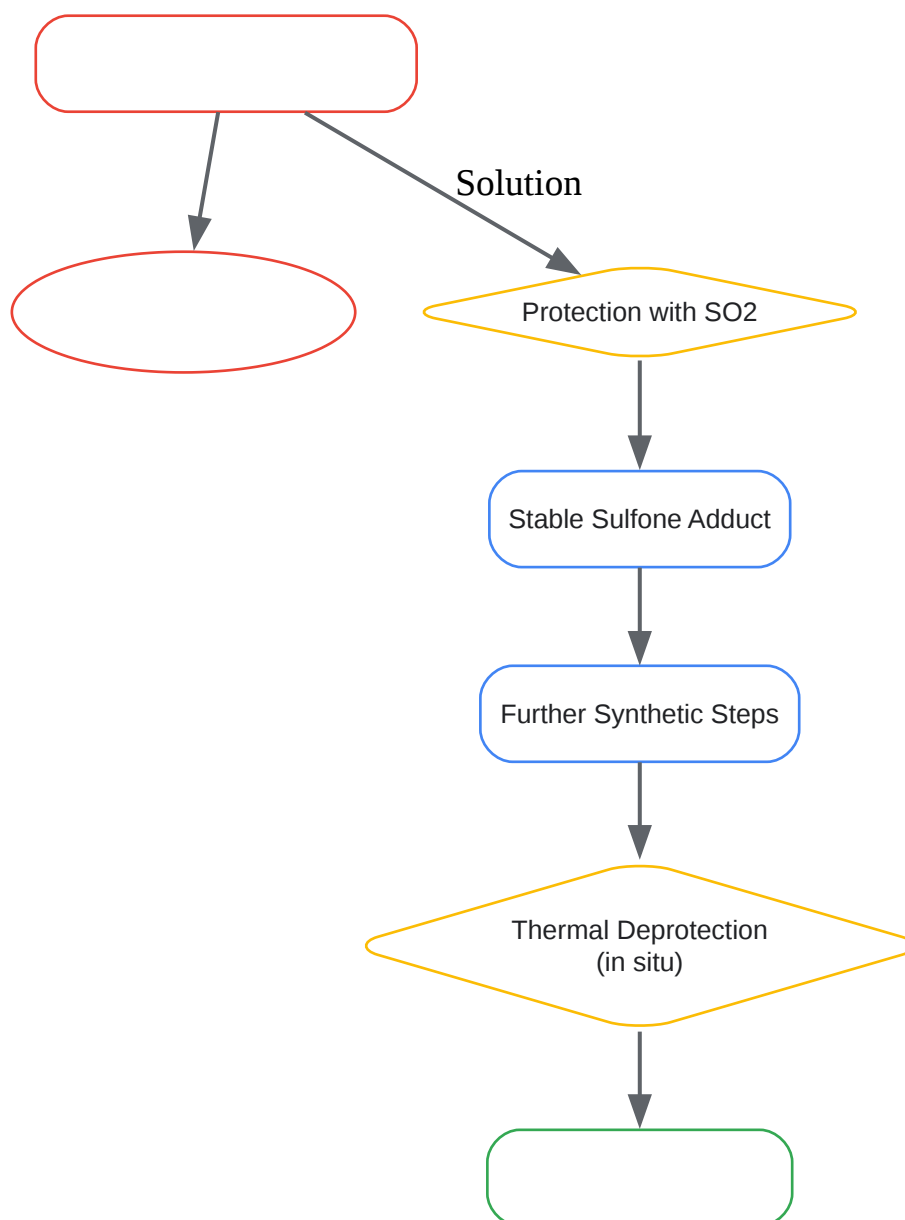 Solution
Protection with SO2
Stable Sulfone Adduct
Further Synthetic Steps
Thermal Deprotection
(in situ)